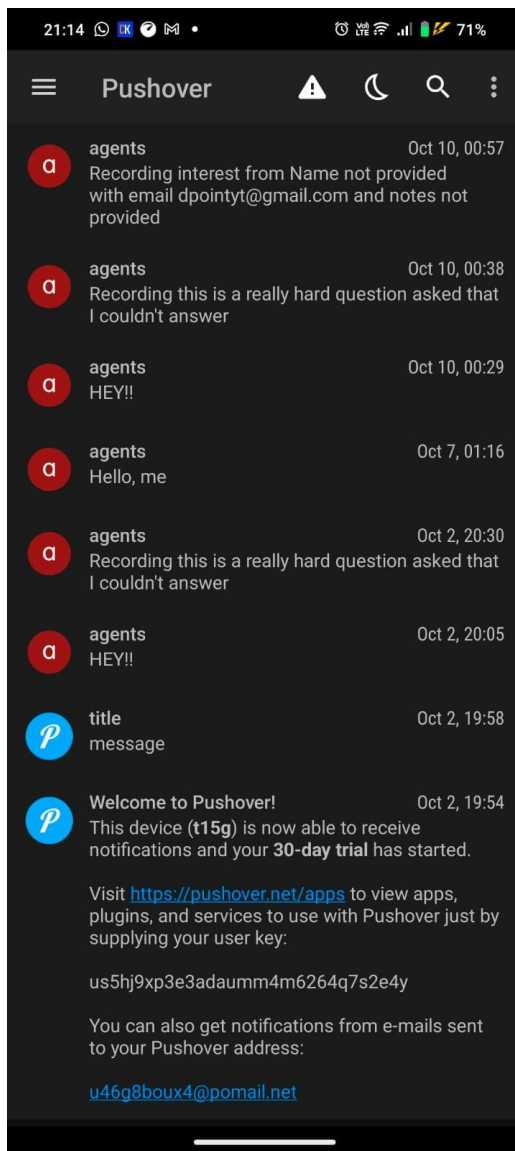 21:14 CK 71%
Pushover
a agents Oct 10, 00:57
Recording interest from Name not provided
with email dpointyt@gmail.com and notes not
provided
a agents Oct 10, 00:38
Recording this is a really hard question asked that
I couldn't answer
a agents Oct 10, 00:29
HEY!!
a agents Oct 7, 01:16
Hello, me
a agents Oct 2, 20:30
Recording this is a really hard question asked that
I couldn't answer
a agents Oct 2, 20:05
HEY!!
P title Oct 2, 19:58
message
P Welcome to Pushover! Oct 2, 19:54
This device (t15g) is now able to receive
notifications and your 30-day trial has started.
Visit https://pushover.net/apps to view apps,
plugins, and services to use with Pushover just by
supplying your user key:
us5hj9xp3e3adaumm4m6264q7s2e4y
You can also get notifications from e-mails sent
to your Pushover address:
u46g8boux4@pomail.net